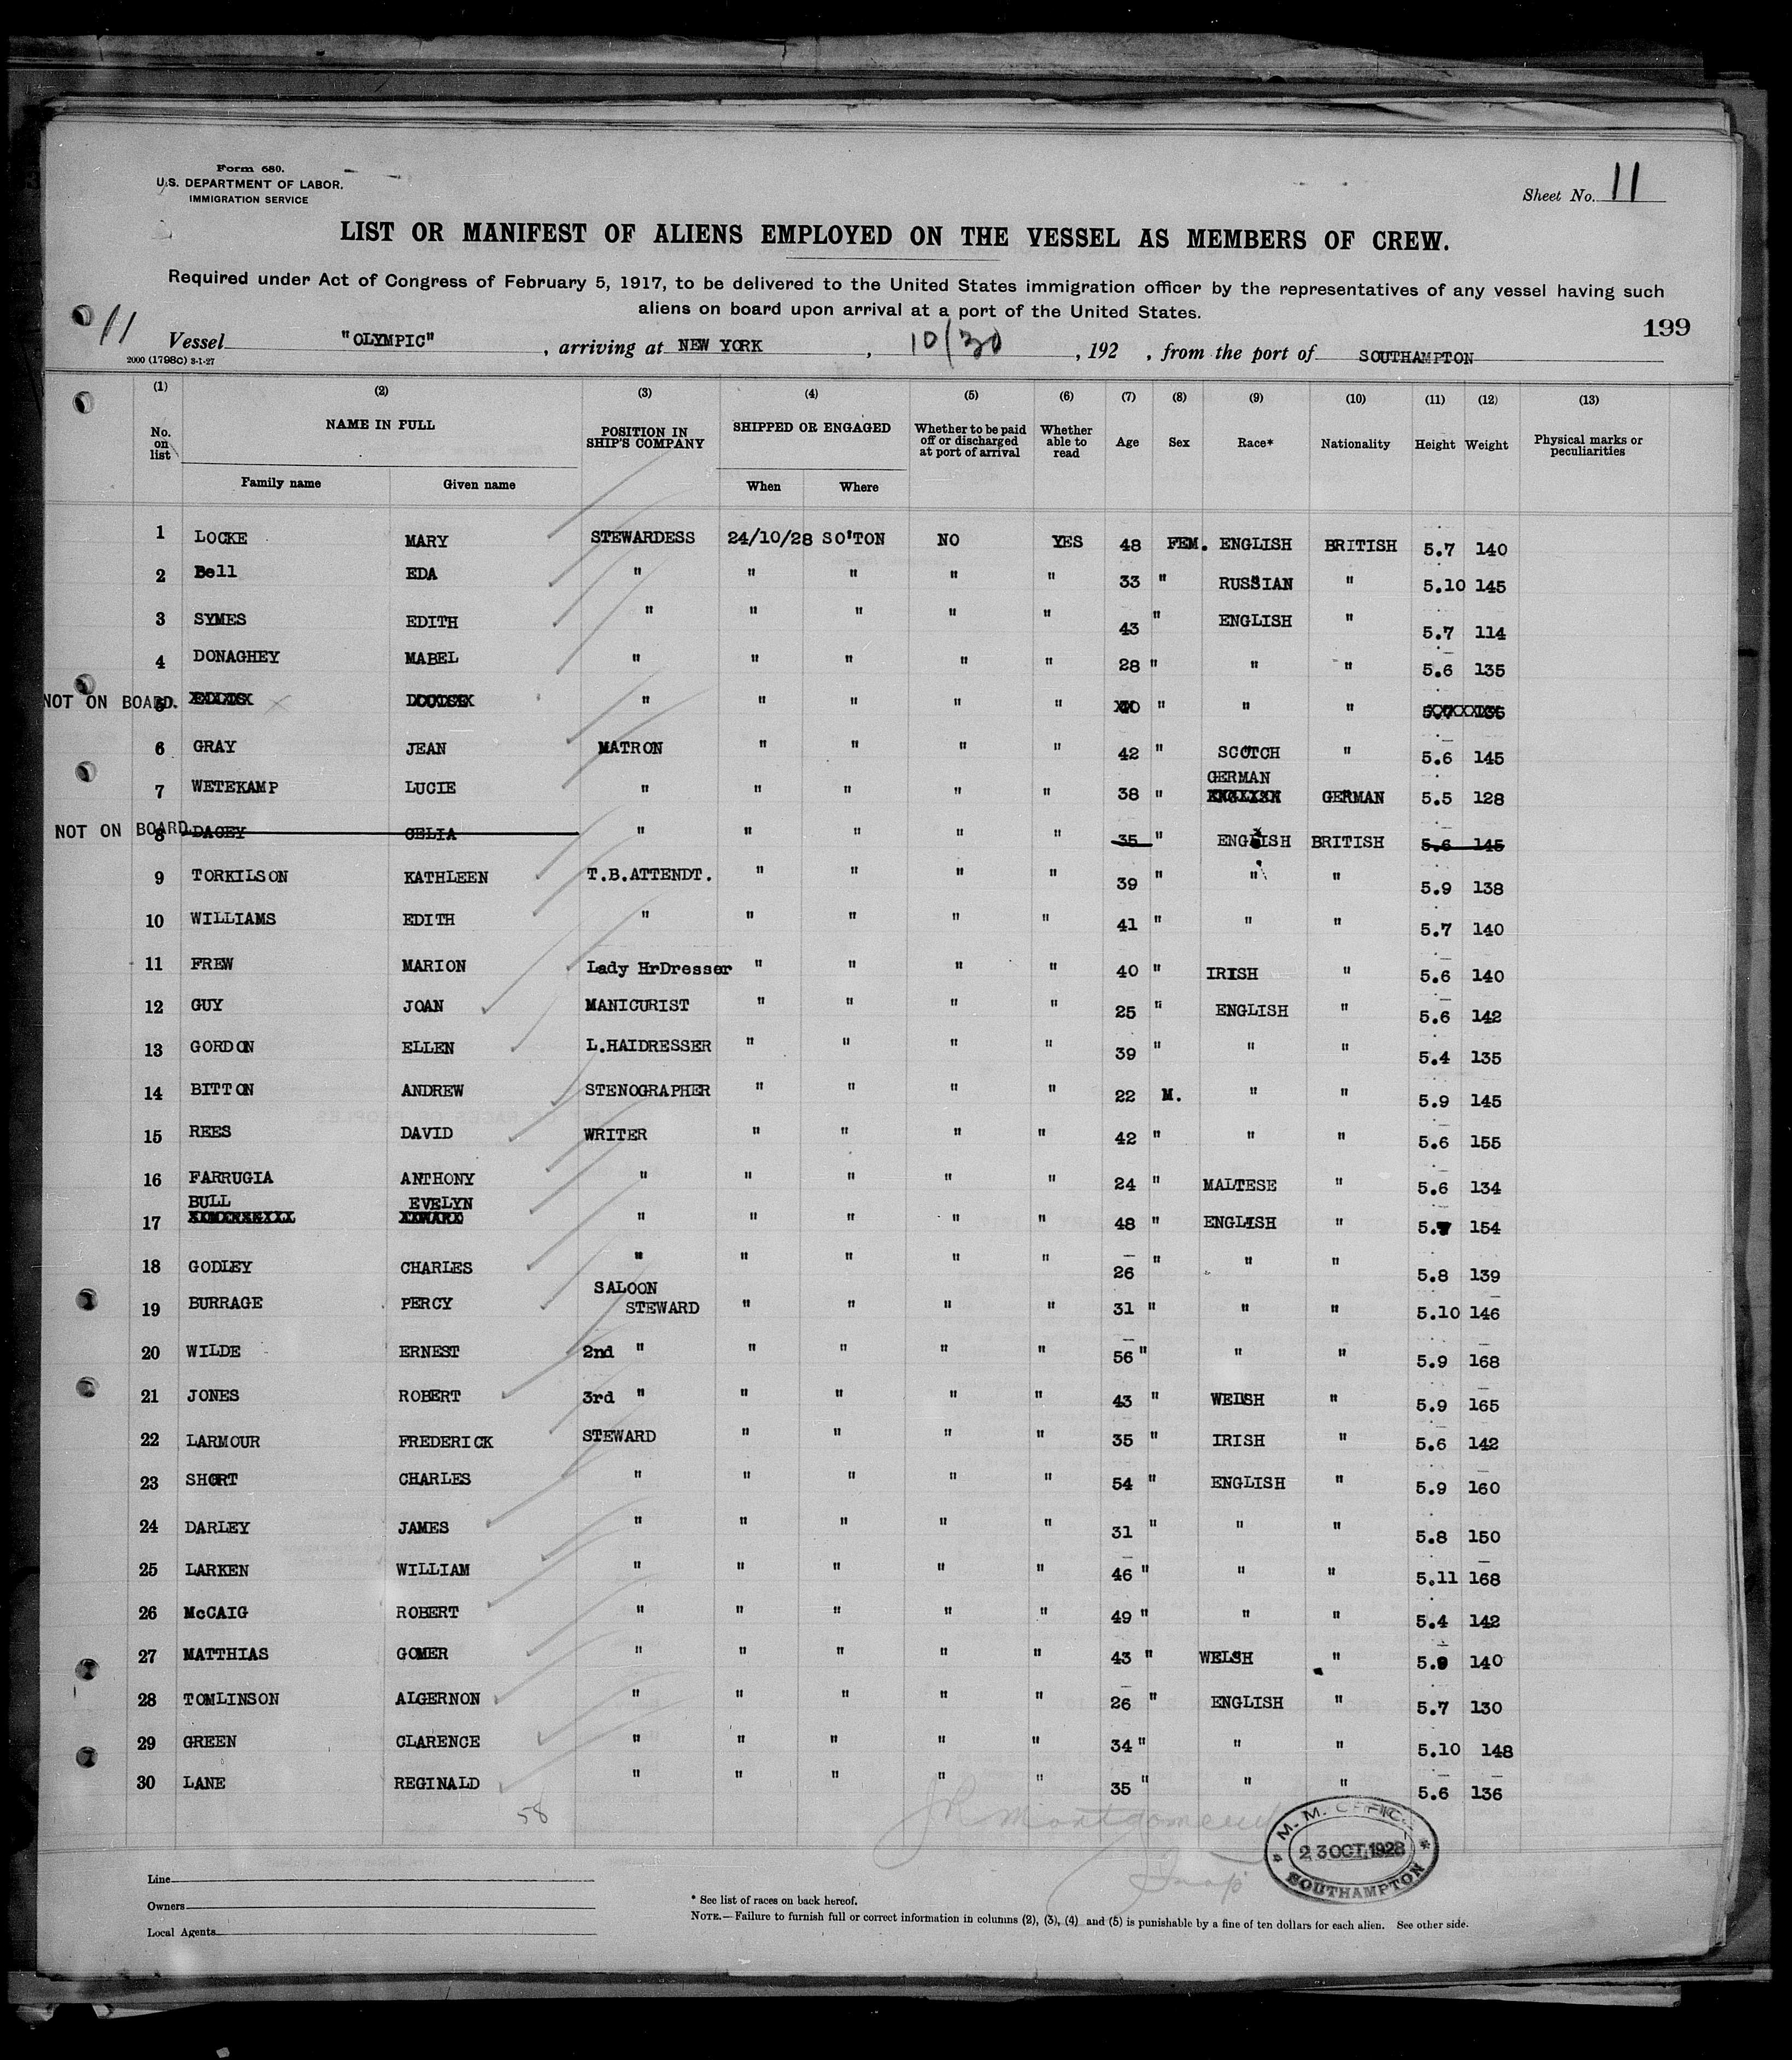 Form 680.
U.S. DEPARTMENT OF LABOR.
IMMIGRATION SERVICE
Sheet No. 11
LIST OR MANIFEST OF ALIENS EMPLOYED ON THE VESSEL AS MEMBERS OF CREW.
Required under Act of Congress of February 5, 1917, to be delivered to the United States immigration officer by the representatives of any vessel having such
aliens on board upon arrival at a port of the United States.
199
11
Vessel "OLYMPIC", arriving at NEW YORK, 10/30, 192 , from the port of SOUTHAMPTON
2000 (1798c) 3-1-27
(1) (2) (3) (4) (5) (6) (7) (8) (9) (10) (11) (12) (13)
No. on list NAME IN FULL POSITION IN SHIP'S COMPANY SHIPPED OR ENGAGED Whether to be paid off or discharged at port of arrival Whether able to read Age Sex Race* Nationality Height Weight Physical marks or peculiarities
Family name Given name When Where
1 LOCKE MARY STEWARDESS 24/10/28 SO'TON NO YES 48 FEM. ENGLISH BRITISH 5.7 140
2 Bell EDA " " " " " 33 " RUSSIAN " 5.10 145
3 SYMES EDITH " " " " " 43 " ENGLISH " 5.7 114
4 DONAGHEY MABEL " " " " " 28 " " " 5.6 135
NOT ON BOARD. 5 " " " " " " " "
6 GRAY JEAN MATRON " " " " 42 " SCOTCH " 5.6 145
GERMAN
7 WETEKAMP LUCIE " " " " " 38 " ENGLISH GERMAN 5.5 128
NOT ON BOARD 8 DACEY CELIA " " " " " 35 " ENGLISH BRITISH 5.6 145
9 TORKILSON KATHLEEN T.B.ATTENDT. " " " " 39 " " " 5.9 138
10 WILLIAMS EDITH " " " " " 41 " " " 5.7 140
11 FREW MARION Lady HrDresser " " " " 40 " IRISH " 5.6 140
12 GUY JOAN MANICURIST " " " " 25 " ENGLISH " 5.6 142
13 GORDON ELLEN L.HAIDRESSER " " " " 39 " " " 5.4 135
14 BITTON ANDREW STENOGRAPHER " " " " 22 M. " " 5.9 145
15 REES DAVID WRITER " " " " 42 " " " 5.6 155
16 FARRUGIA ANTHONY " " " " " 24 " MALTESE " 5.6 134
BULL EVELYN
17 " " " " " 48 " ENGLISH " 5.7 154
18 GODLEY CHARLES " " " " " 26 " " " 5.8 139
SALOON
19 BURRAGE PERCY STEWARD " " " " 31 " " " 5.10 146
20 WILDE ERNEST 2nd " " " " " 56 " " " 5.9 168
21 JONES ROBERT 3rd " " " " " 43 " WELSH " 5.9 165
22 LARMOUR FREDERICK STEWARD " " " " 35 " IRISH " 5.6 142
23 SHORT CHARLES " " " " " 54 " ENGLISH " 5.9 160
24 DARLEY JAMES " " " " " 31 " " " 5.8 150
25 LARKEN WILLIAM " " " " " 46 " " " 5.11 168
26 McCAIG ROBERT " " " " " 49 " " " 5.4 142
27 MATTHIAS GOMER " " " " " 43 " WELSH " 5.9 140
28 TOMLINSON ALGERNON " " " " " 26 " ENGLISH " 5.7 130
29 GREEN CLARENCE " " " " " 34 " " " 5.10 148
30 LANE REGINALD " " " " " 35 " " " 5.6 136
58
Montgomery
Insp
M. M. OFFICE
23 OCT. 1928
SOUTHAMPTON
Line
Owners
Local Agents
* See list of races on back hereof.
NOTE.—Failure to furnish full or correct information in columns (2), (3), (4) and (5) is punishable by a fine of ten dollars for each alien. See other side.